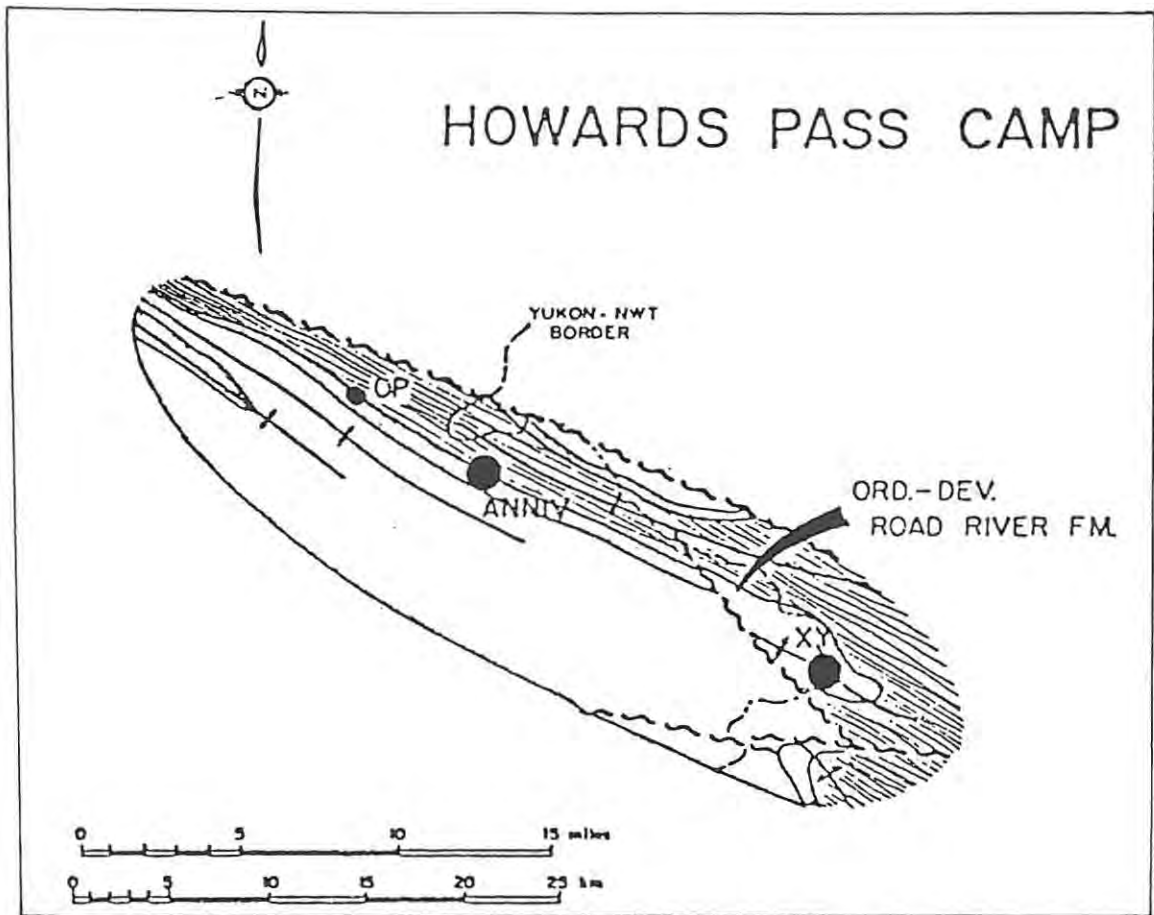 HOWARDS PASS CAMP
N
YUKON - NWT
BORDER
OP
ANNIV
ORD.-DEV.
ROAD RIVER FM.
XY
0 5 10 15 miles
0 5 10 15 20 25 km